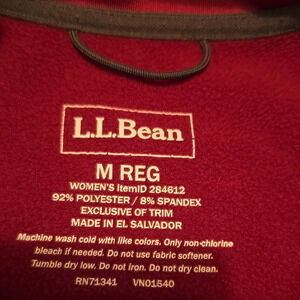 L.L.Bean
M REG
WOMEN'S ItemID 284612
92% POLYESTER / 8% SPANDEX
EXCLUSIVE OF TRIM
MADE IN EL SALVADOR
Machine wash cold with like colors. Only non-chlorine
bleach if needed. Do not use fabric softener.
Tumble dry low. Do not iron. Do not dry clean.
RN71341 VN01540